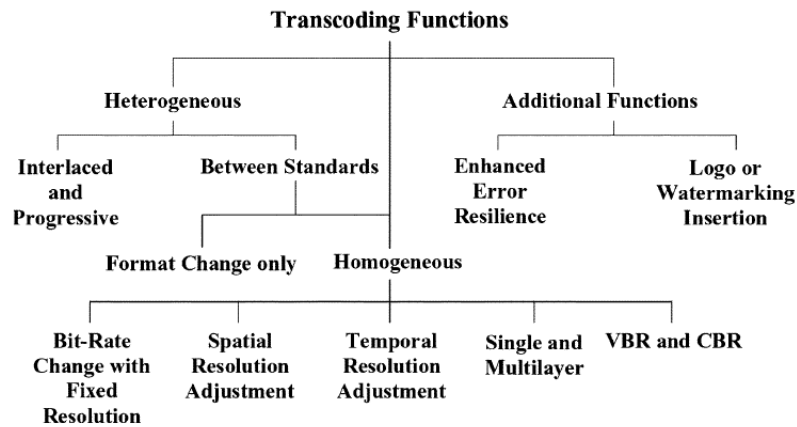 Transcoding Functions
Heterogeneous
Additional Functions
Interlaced
and
Progressive
Between Standards
Enhanced
Error
Resilience
Logo or
Watermarking
Insertion
Format Change only
Homogeneous
Bit-Rate
Change with
Fixed
Resolution
Spatial
Resolution
Adjustment
Temporal
Resolution
Adjustment
Single and
Multilayer
VBR and CBR